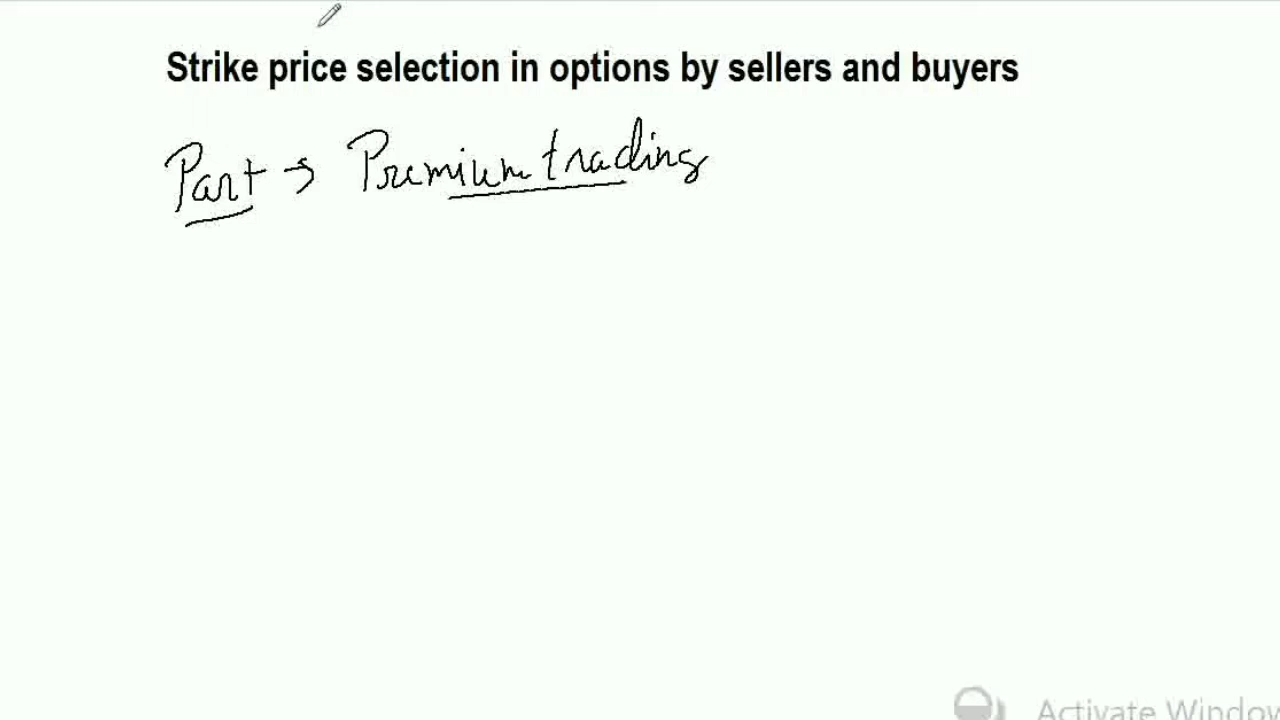 Strike price selection in options by sellers and buyers
Part → Premium trading
Activate Window